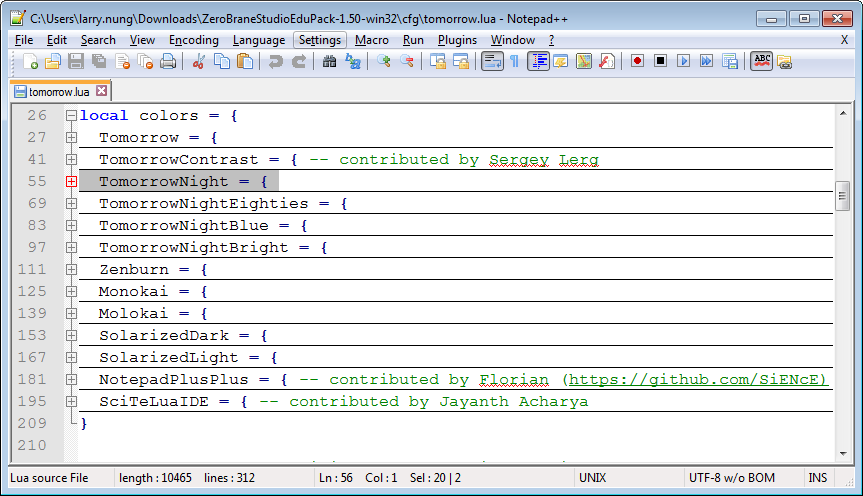 C:\Users\larry.nung\Downloads\ZeroBraneStudioEduPack-1.50-win32\cfg\tomorrow.lua - Notepad++
File Edit Search View Encoding Language Settings Macro Run Plugins Window ? X
ABC
tomorrow.lua
26 local colors = {
27 Tomorrow = {
41 TomorrowContrast = { -- contributed by Sergey Lerg
55 TomorrowNight = {
69 TomorrowNightEighties = {
83 TomorrowNightBlue = {
97 TomorrowNightBright = {
111 Zenburn = {
125 Monokai = {
139 Molokai = {
153 SolarizedDark = {
167 SolarizedLight = {
181 NotepadPlusPlus = { -- contributed by Florian (https://github.com/SiENcE)
195 SciTeLuaIDE = { -- contributed by Jayanth Acharya
209 }
210
Lua source File length : 10465 lines : 312 Ln : 56 Col : 1 Sel : 20 | 2 UNIX UTF-8 w/o BOM INS